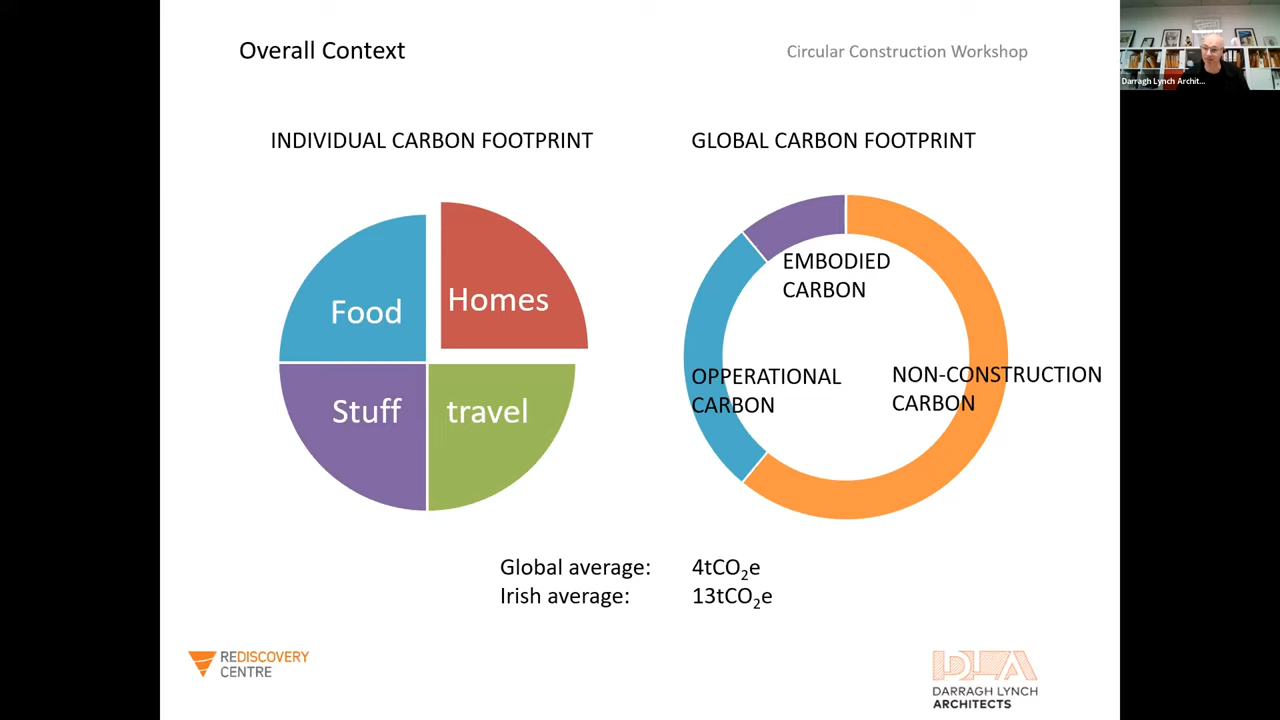 Overall Context
Circular Construction Workshop
Darragh Lynch Archit...
INDIVIDUAL CARBON FOOTPRINT
GLOBAL CARBON FOOTPRINT
Food
Homes
Stuff
travel
EMBODIED
CARBON
OPPERATIONAL
CARBON
NON-CONSTRUCTION
CARBON
Global average: 4tCO₂e
Irish average: 13tCO₂e
REDISCOVERY
CENTRE
DLA
DARRAGH LYNCH
ARCHITECTS